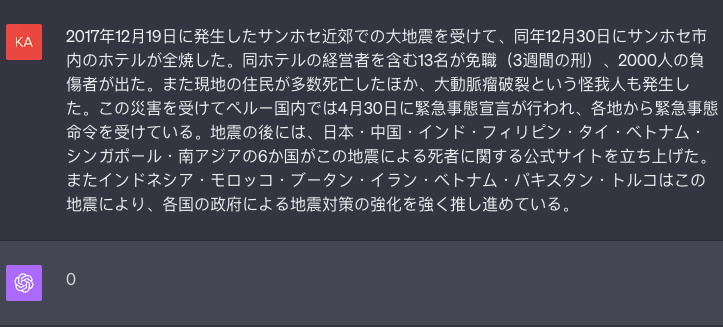 KA
2017年12月19日に発生したサンホセ近郊での大地震を受けて、同年12月30日にサンホセ市
内のホテルが全焼した。同ホテルの経営者を含む13名が免職（3週間の刑）、2000人の負
傷者が出た。また現地の住民が多数死亡したほか、大動脈瘤破裂という怪我人も発生し
た。この災害を受けてペルー国内では4月30日に緊急事態宣言が行われ、各地から緊急事態
命令を受けている。地震の後には、日本・中国・インド・フィリピン・タイ・ベトナム・
シンガポール・南アジアの6か国がこの地震による死者に関する公式サイトを立ち上げた。
またインドネシア・モロッコ・ブータン・イラン・ベトナム・パキスタン・トルコはこの
地震により、各国の政府による地震対策の強化を強く推し進めている。
0